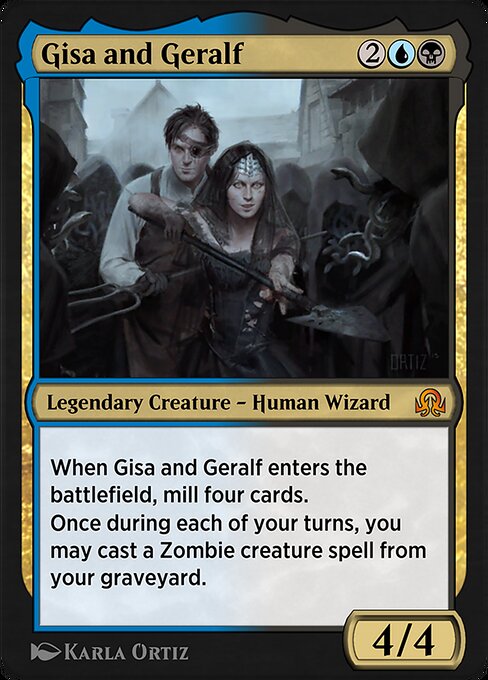 Gisa and Geralf 2
ORTIZ
Legendary Creature – Human Wizard
When Gisa and Geralf enters the
battlefield, mill four cards.
Once during each of your turns, you
may cast a Zombie creature spell from
your graveyard.
4/4
KARLA ORTIZ